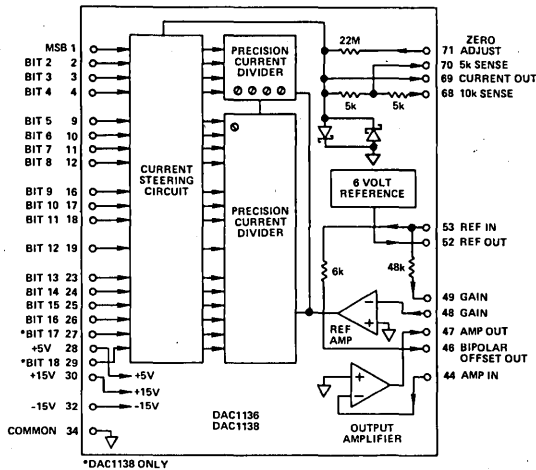 MSB 1
BIT 2 2
BIT 3 3
BIT 4 4
BIT 5 9
BIT 6 10
BIT 7 11
BIT 8 12
BIT 9 16
BIT 10 17
BIT 11 18
BIT 12 19
BIT 13 23
BIT 14 24
BIT 15 25
BIT 16 26
*BIT 17 27
+5V 28
*BIT 18 29
+15V 30
-15V 32
COMMON 34
+5V
+15V
-15V
CURRENT
STEERING
CIRCUIT
PRECISION
CURRENT
DIVIDER
PRECISION
CURRENT
DIVIDER
22M
5k
5k
6 VOLT
REFERENCE
6k
48k
REF
AMP
OUTPUT
AMPLIFIER
DAC1136
DAC1138
ZERO
71 ADJUST
70 5k SENSE
69 CURRENT OUT
68 10k SENSE
53 REF IN
52 REF OUT
49 GAIN
48 GAIN
47 AMP OUT
46 BIPOLAR
OFFSET OUT
44 AMP IN
*DAC1138 ONLY